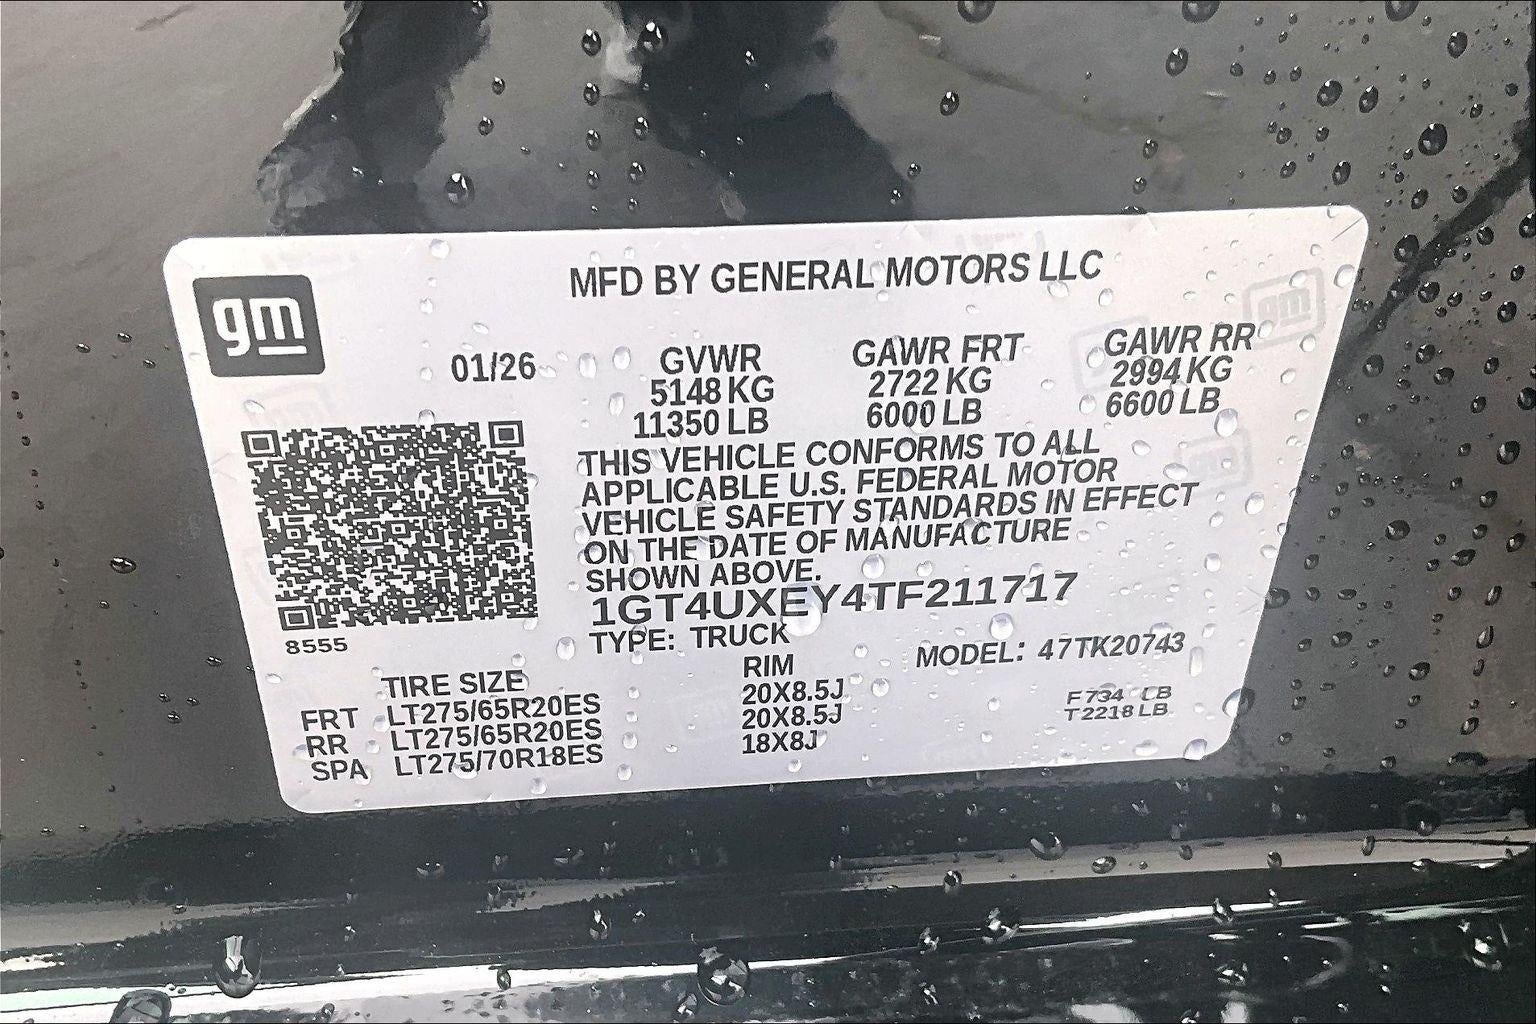 gm
MFD BY GENERAL MOTORS LLC
01/26
GVWR GAWR FRT GAWR RR
5148 KG 2722 KG 2994 KG
11350 LB 6000 LB 6600 LB
THIS VEHICLE CONFORMS TO ALL
APPLICABLE U.S. FEDERAL MOTOR
VEHICLE SAFETY STANDARDS IN EFFECT
ON THE DATE OF MANUFACTURE
SHOWN ABOVE.
1GT4UXEY4TF211717
8555
TYPE: TRUCK MODEL: 47TK20743
TIRE SIZE RIM
FRT LT275/65R20ES 20X8.5J
RR LT275/65R20ES 20X8.5J
SPA LT275/70R18ES 18X8J
F 734 LB
T 2218 LB